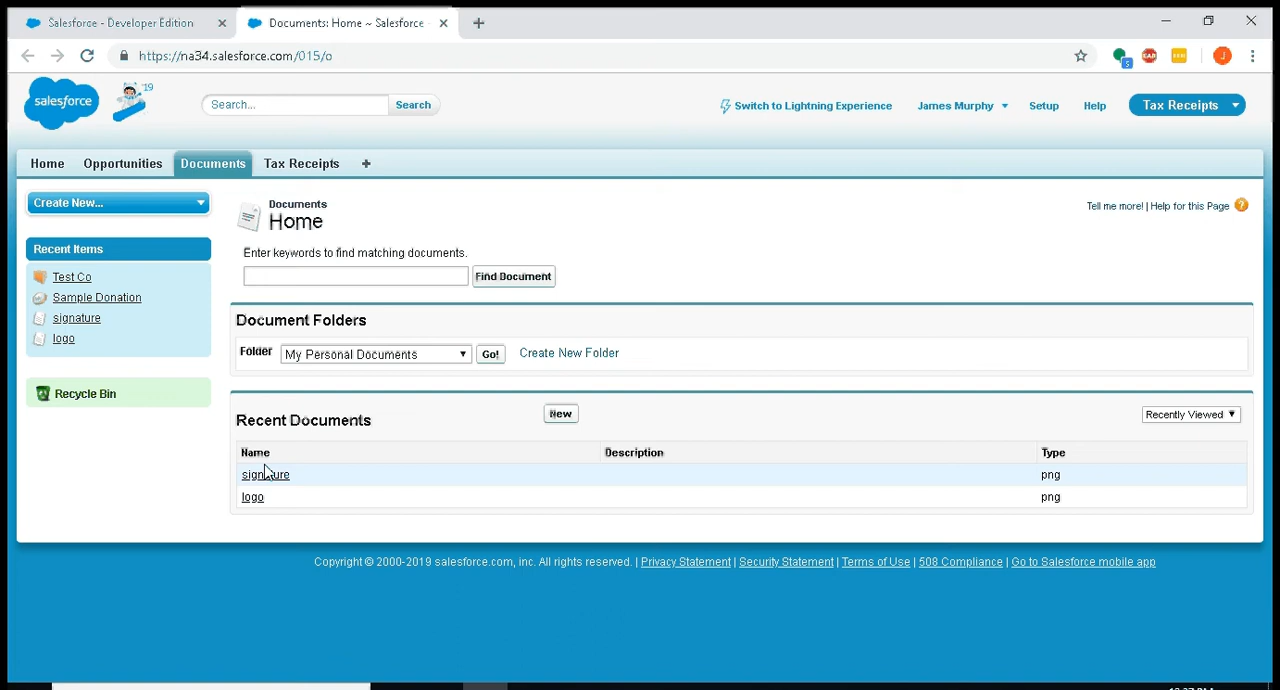 Salesforce - Developer Edition
Documents: Home ~ Salesforce
https://na34.salesforce.com/015/o
salesforce
'19
Search...
Search
Switch to Lightning Experience
James Murphy
Setup
Help
Tax Receipts
Home
Opportunities
Documents
Tax Receipts
Create New...
Documents
Home
Tell me more! | Help for this Page
Recent Items
Test Co
Sample Donation
signature
logo
Recycle Bin
Enter keywords to find matching documents.
Find Document
Document Folders
Folder
My Personal Documents
Go!
Create New Folder
Recent Documents
New
Recently Viewed
Name
Description
Type
signature
png
logo
png
Copyright © 2000-2019 salesforce.com, inc. All rights reserved. | Privacy Statement | Security Statement | Terms of Use | 508 Compliance | Go to Salesforce mobile app